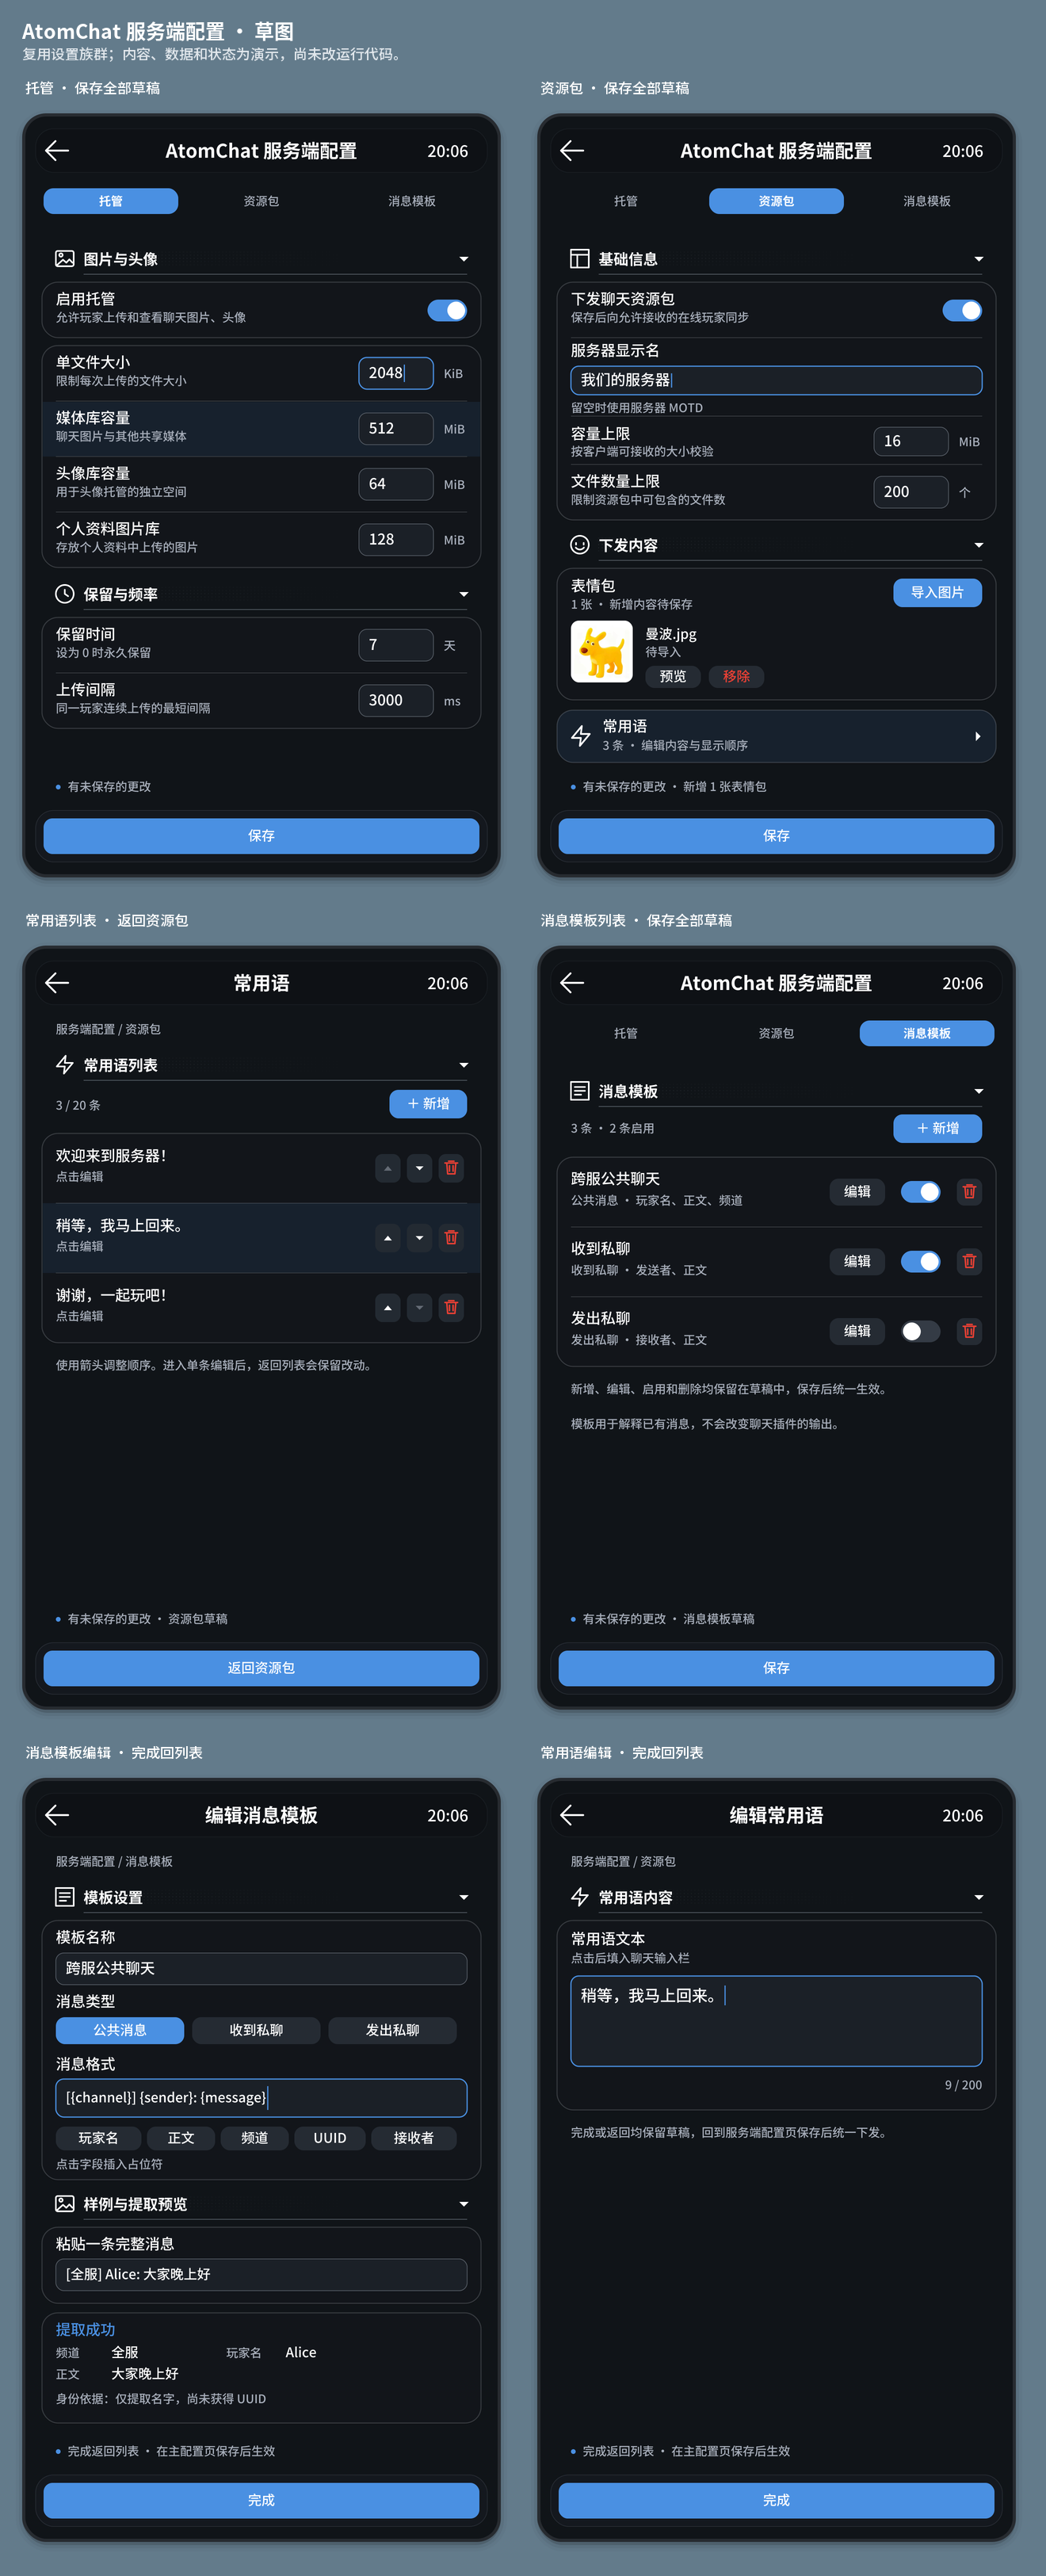 AtomChat 服务端配置 · 草图
复用设置族群；内容、数据和状态为演示，尚未改运行代码。
托管 · 保存全部草稿
AtomChat 服务端配置
20:06
托管
资源包
消息模板
图片与头像
启用托管
允许玩家上传和查看聊天图片、头像
单文件大小
2048
KiB
限制每次上传的文件大小
媒体库容量
512
MiB
聊天图片与其他共享媒体
头像库容量
64
MiB
用于头像托管的独立空间
个人资料图片库
128
MiB
存放个人资料中上传的图片
保留与频率
保留时间
7
天
设为 0 时永久保留
上传间隔
3000
ms
同一玩家连续上传的最短间隔
有未保存的更改
保存
资源包 · 保存全部草稿
AtomChat 服务端配置
20:06
托管
资源包
消息模板
基础信息
下发聊天资源包
保存后向允许接收的在线玩家同步
服务器显示名
我们的服务器
留空时使用服务器 MOTD
容量上限
16
MiB
按客户端可接收的大小校验
文件数量上限
200
个
限制资源包中可包含的文件数
下发内容
表情包
导入图片
1 张 · 新增内容待保存
曼波.jpg
待导入
预览
移除
常用语
3 条 · 编辑内容与显示顺序
有未保存的更改 · 新增 1 张表情包
保存
常用语列表 · 返回资源包
常用语
20:06
服务端配置 / 资源包
常用语列表
3 / 20 条
+ 新增
欢迎来到服务器！
点击编辑
稍等，我马上回来。
点击编辑
谢谢，一起玩吧！
点击编辑
使用箭头调整顺序。进入单条编辑后，返回列表会保留改动。
有未保存的更改 · 资源包草稿
返回资源包
消息模板列表 · 保存全部草稿
AtomChat 服务端配置
20:06
托管
资源包
消息模板
消息模板
3 条 · 2 条启用
+ 新增
跨服公共聊天
公共消息 · 玩家名、正文、频道
编辑
收到私聊
收到私聊 · 发送者、正文
编辑
发出私聊
发出私聊 · 接收者、正文
编辑
新增、编辑、启用和删除均保留在草稿中，保存后统一生效。
模板用于解释已有消息，不会改变聊天插件的输出。
有未保存的更改 · 消息模板草稿
保存
消息模板编辑 · 完成回列表
编辑消息模板
20:06
服务端配置 / 消息模板
模板设置
模板名称
跨服公共聊天
消息类型
公共消息
收到私聊
发出私聊
消息格式
[{channel}] {sender}: {message}
玩家名
正文
频道
UUID
接收者
点击字段插入占位符
样例与提取预览
粘贴一条完整消息
[全服] Alice: 大家晚上好
提取成功
频道 全服 玩家名 Alice
正文 大家晚上好
身份依据：仅提取名字，尚未获得 UUID
完成返回列表 · 在主配置页保存后生效
完成
常用语编辑 · 完成回列表
编辑常用语
20:06
服务端配置 / 资源包
常用语内容
常用语文本
点击后填入聊天输入栏
稍等，我马上回来。
9 / 200
完成或返回均保留草稿，回到服务端配置页保存后统一下发。
完成返回列表 · 在主配置页保存后生效
完成